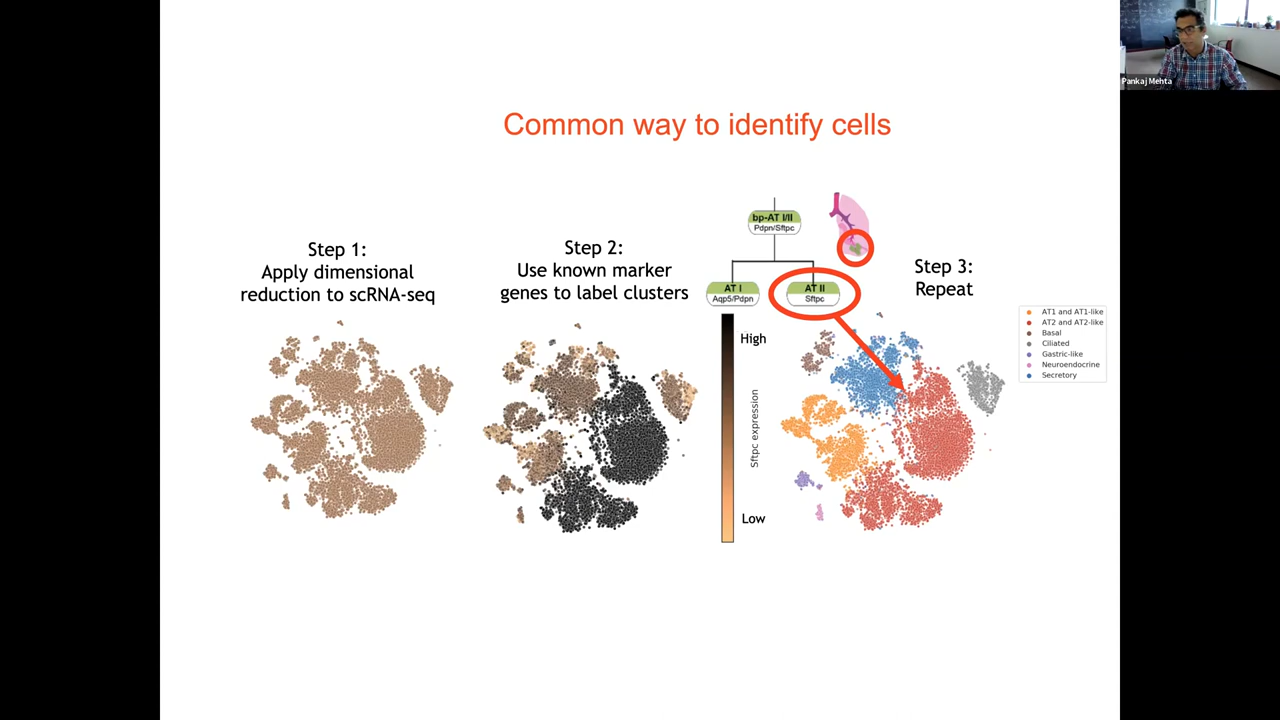 Pankaj Mehta
Common way to identify cells
Step 1:
Apply dimensional
reduction to scRNA-seq
Step 2:
Use known marker
genes to label clusters
bp-AT I/II
Pdpn/Sftpc
AT I
Aqp5/Pdpn
AT II
Sftpc
Step 3:
Repeat
High
Sftpc expression
Low
AT1 and AT1-like
AT2 and AT2-like
Basal
Ciliated
Gastric-like
Neuroendocrine
Secretory